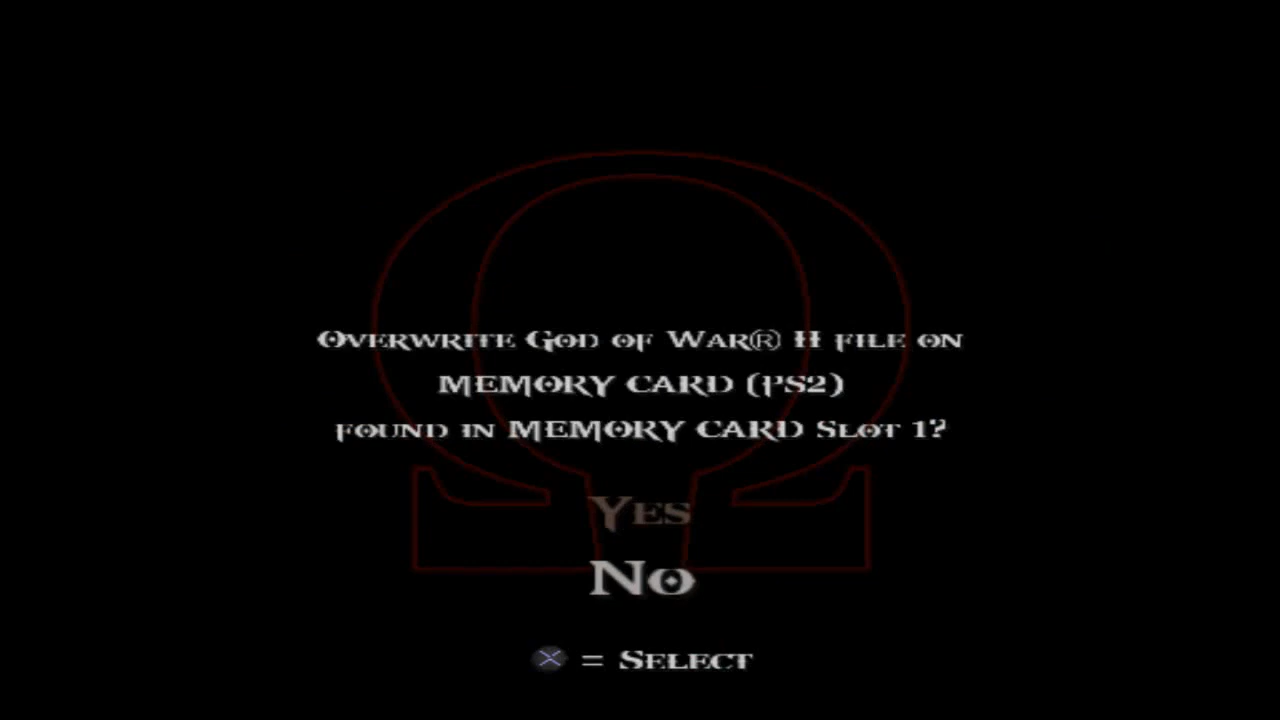 Overwrite God of War® II file on
MEMORY CARD (PS2)
found in MEMORY CARD Slot 1?
Yes
No
= Select